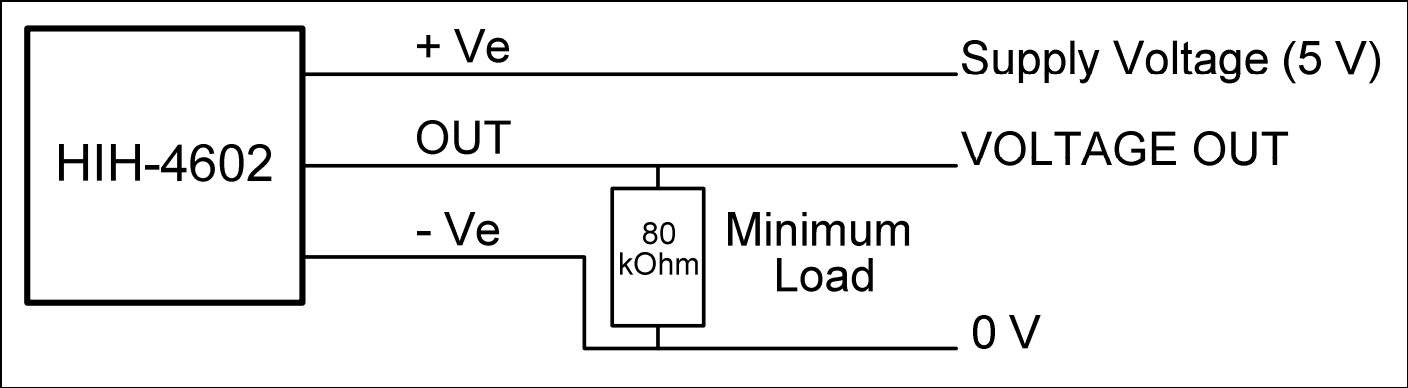 + Ve
Supply Voltage (5 V)
OUT
VOLTAGE OUT
HIH-4602
- Ve
80
kOhm
Minimum
Load
0 V